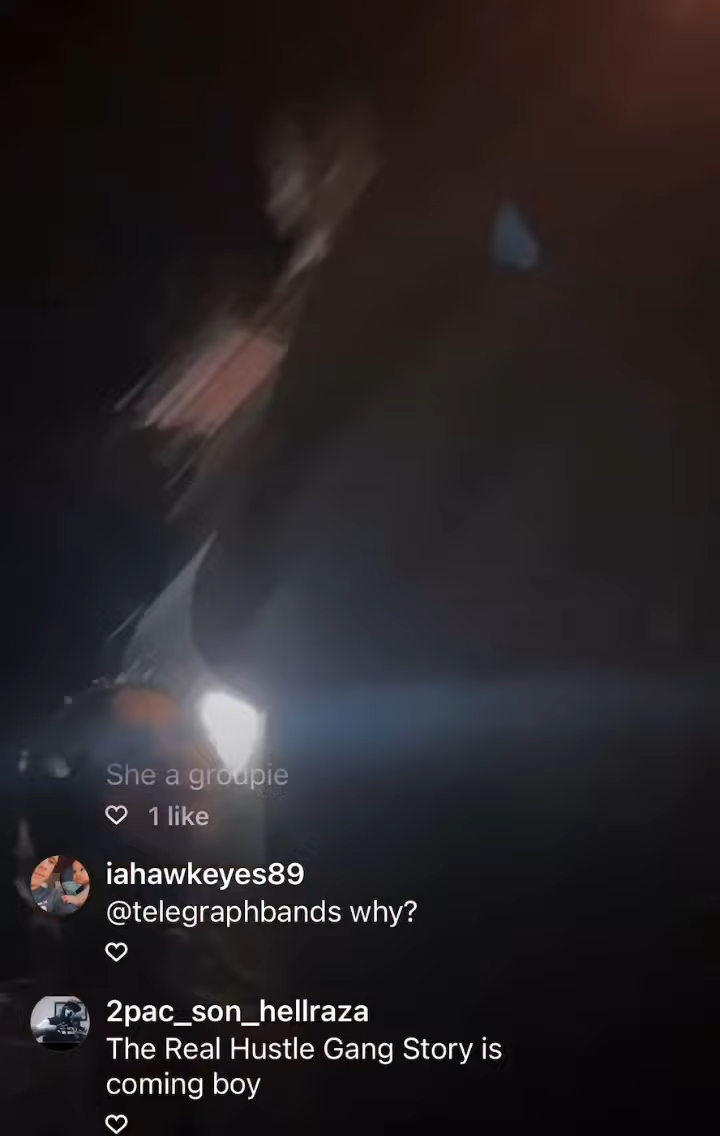 She a groupie
1 like
iahawkeyes89
@telegraphbands why?
2pac_son_hellraza
The Real Hustle Gang Story is
coming boy